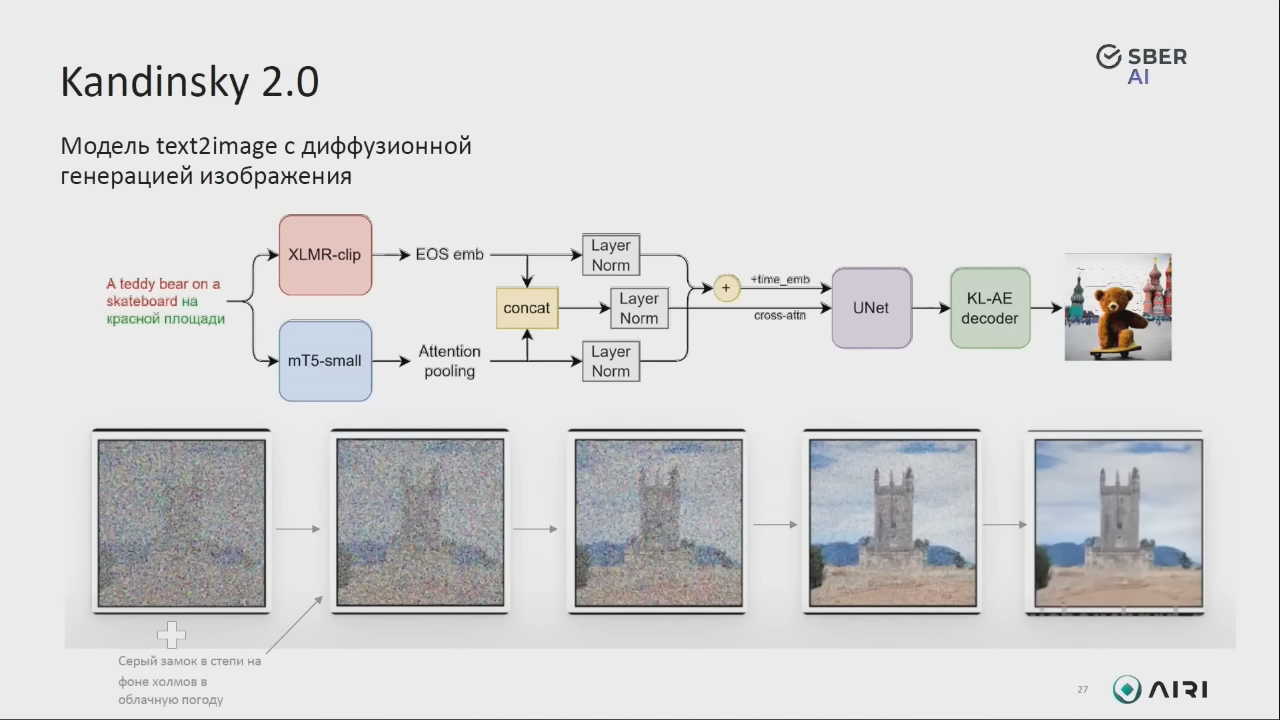 Kandinsky 2.0
SBER
AI
Модель text2image с диффузионной
генерацией изображения
A teddy bear on a
skateboard на
красной площади
XLMR-clip
mT5-small
EOS emb
Attention
pooling
concat
Layer
Norm
Layer
Norm
Layer
Norm
+
+time_emb
cross-attn
UNet
KL-AE
decoder
Серый замок в степи на
фоне холмов в
облачную погоду
27
AIRI